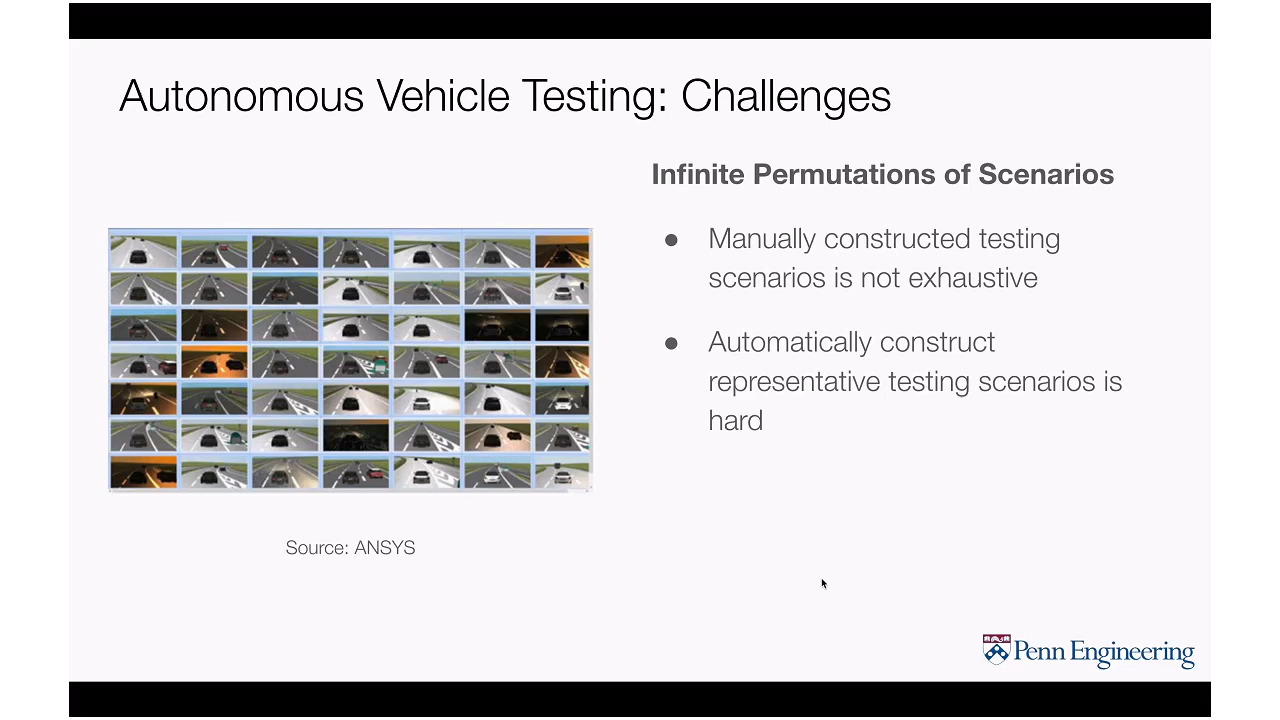 Autonomous Vehicle Testing: Challenges
Infinite Permutations of Scenarios
● Manually constructed testing
scenarios is not exhaustive
● Automatically construct
representative testing scenarios is
hard
Source: ANSYS
Penn Engineering